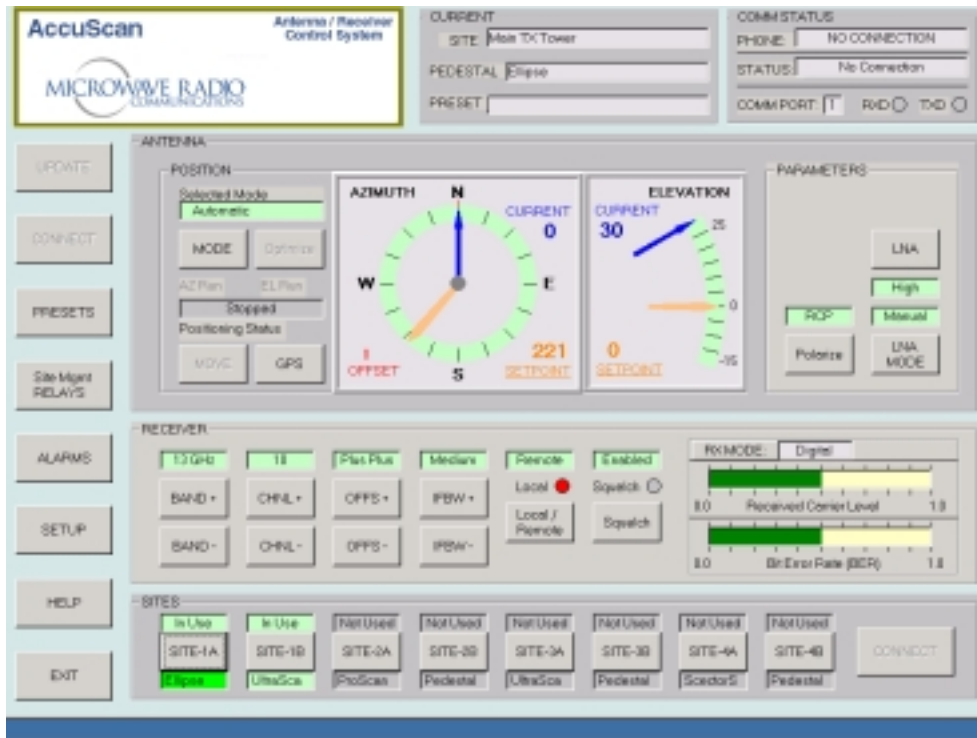 AccuScan
Antenna / Receiver
Control System
MICROWAVE RADIO
COMMUNICATIONS
CURRENT
SITE Main TX Tower
PEDESTAL Ellipse
PRESET
COMM STATUS
PHONE: NO CONNECTION
STATUS: No Connection
COMM PORT: 1 RXD TXD
UPDATE
CONNECT
PRESETS
Site Mgmt
RELAYS
ALARMS
SETUP
HELP
EXIT
ANTENNA
POSITION
Selected Mode
Automatic
MODE Optimize
AZ Plan EL Plan
Stopped
Positioning Status
MOVE GPS
AZIMUTH
N
CURRENT
0
W
E
S
I
OFFSET
221
SETPOINT
ELEVATION
CURRENT
30
25
0
-15
0
SETPOINT
PARAMETERS
LNA
High
RCP Manual
Polarize LNA
MODE
RECEIVER
13 GHz 18 Plus Plus Medium Remote Enabled
Local Squelch
BAND + CHNL + OFFS + IFBW +
Local /
Remote
Squelch
BAND - CHNL - OFFS - IFBW -
RX MODE: Digital
0.0 Received Carrier Level 1.0
0.0 Bit Error Rate (BER) 1.0
SITES
In Use In Use Not Used Not Used Not Used Not Used Not Used Not Used
SITE-1A SITE-1B SITE-2A SITE-2B SITE-3A SITE-3B SITE-4A SITE-4B CONNECT
Ellipse UltraSca ProScan Pedestal UltraSca Pedestal ScectorS Pedestal